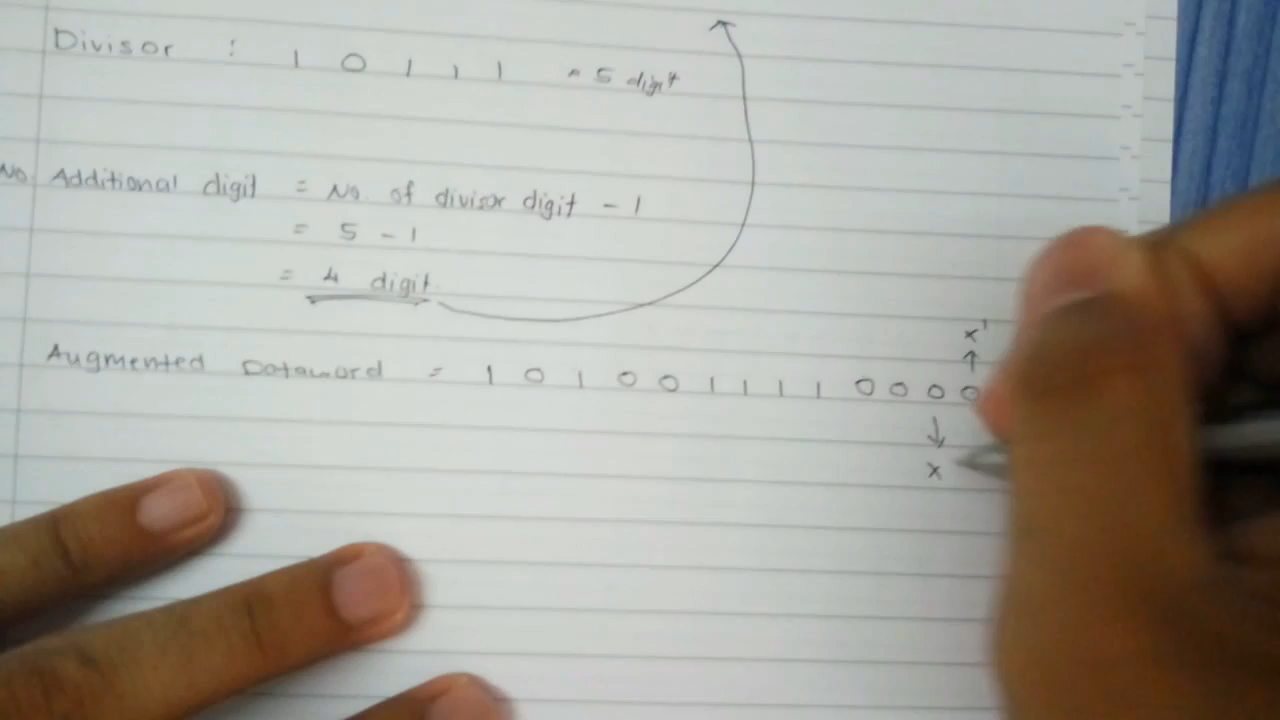 Divisor : 1 0 1 1 1 = 5 digit
No. Additional digit = No. of divisor digit - 1
= 5 - 1
= 4 digit.
x¹
Augmented Dataword = 1 0 1 0 0 1 1 1 1 0 0 0 0
x